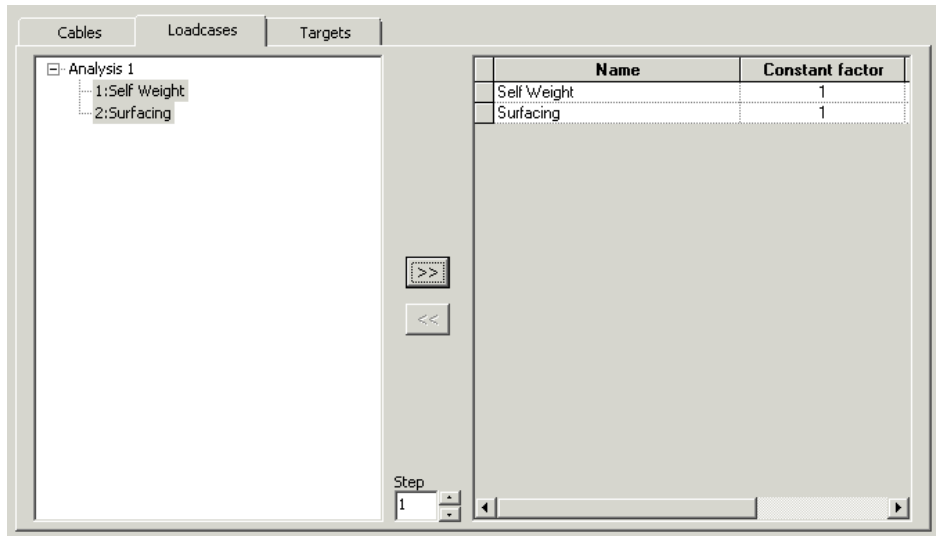 Cables Loadcases Targets
Analysis 1
1:Self Weight
2:Surfacing
Name Constant factor
Self Weight 1
Surfacing 1
>>
<<
Step
1